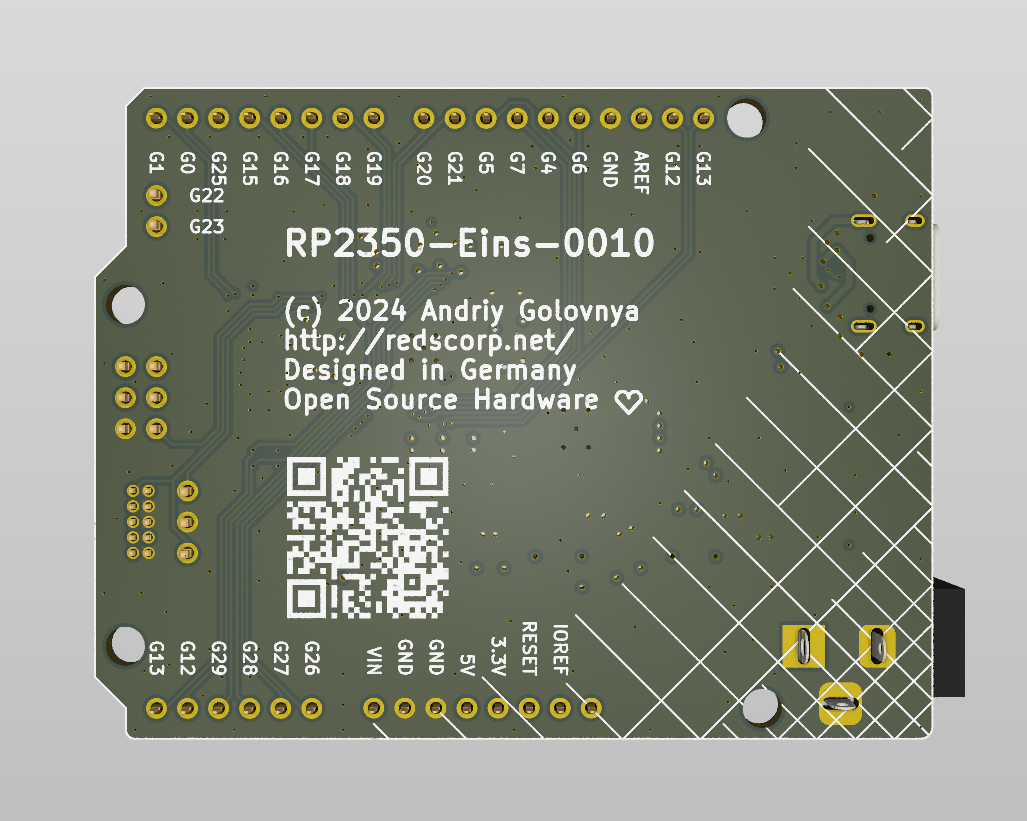 G1 G0 G25 G15 G16 G17 G18 G19 G20 G21 G5 G7 G4 G6 GND AREF G12 G13
G22
G23
RP2350-Eins-0010
(c) 2024 Andriy Golovnya
http://redscorp.net/
Designed in Germany
Open Source Hardware ♡
G13 G12 G29 G28 G27 G26 VIN GND GND 5V 3.3V RESET IOREF